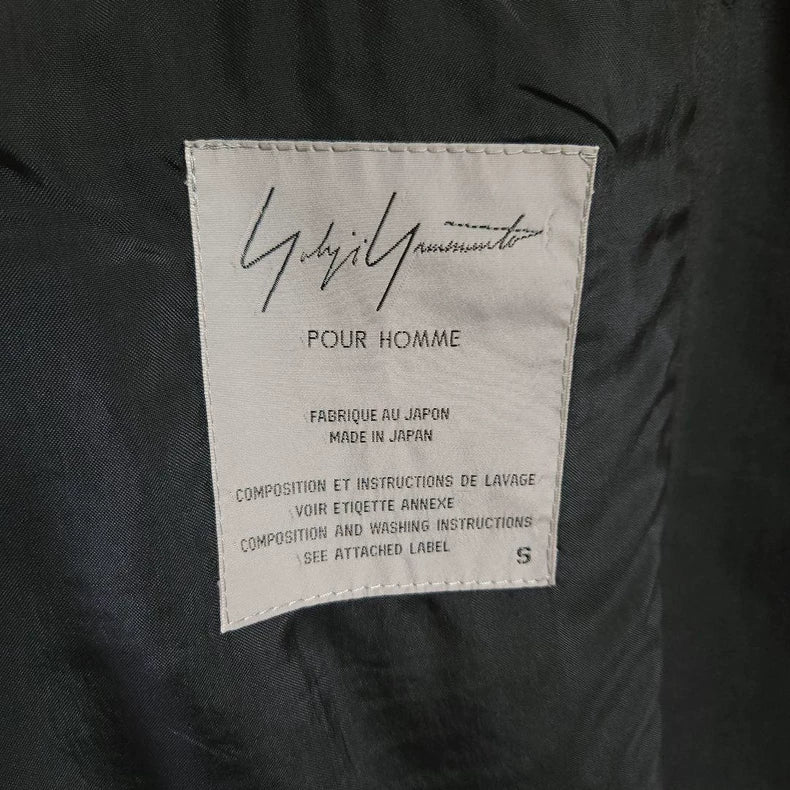 Yohji Yamamoto
POUR HOMME
FABRIQUE AU JAPON
MADE IN JAPAN
COMPOSITION ET INSTRUCTIONS DE LAVAGE
VOIR ETIQETTE ANNEXE
COMPOSITION AND WASHING INSTRUCTIONS
SEE ATTACHED LABEL
S